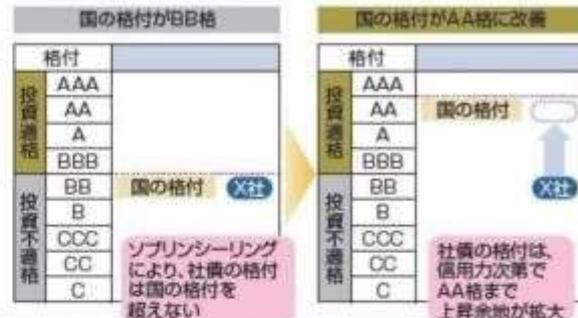 国の格付がBB格
格付
投資適格
AAA
AA
A
BBB
投資不適格
BB 国の格付 X社
B
CCC
CC
C
ソブリンシーリング
により、社債の格付
は国の格付を
超えない
国の格付がAA格に改善
格付
投資適格
AAA
AA 国の格付
A
BBB
投資不適格
BB X社
B
CCC
CC
C
社債の格付は、
信用力次第で
AA格まで
上昇余地が拡大